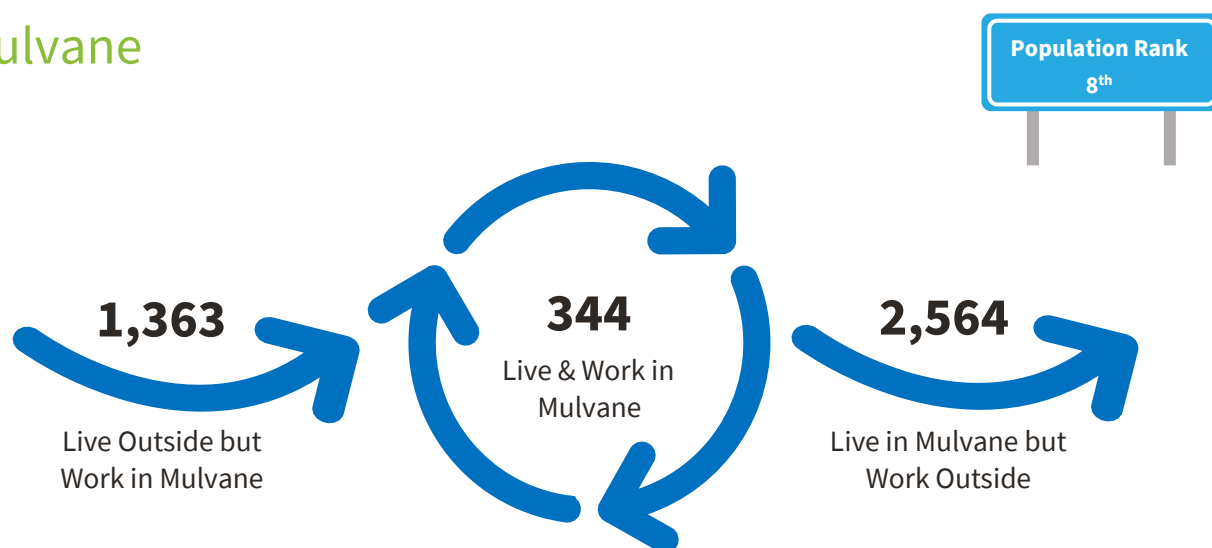 ulvane
Population Rank
8th
1,363
344
2,564
Live & Work in
Mulvane
Live Outside but
Work in Mulvane
Live in Mulvane but
Work Outside